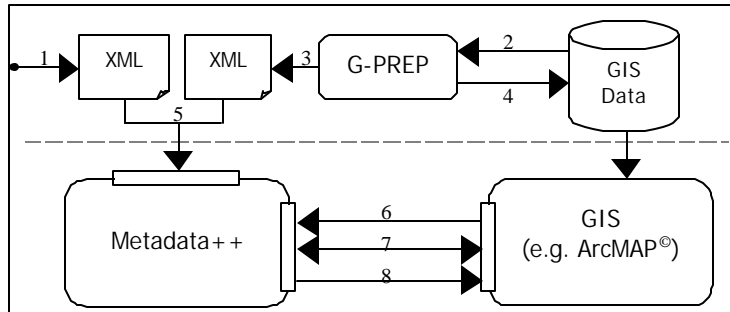 1
XML
XML
3
G-PREP
2
4
GIS
Data
5
Metadata++
6
7
8
GIS
(e.g. ArcMAP©)